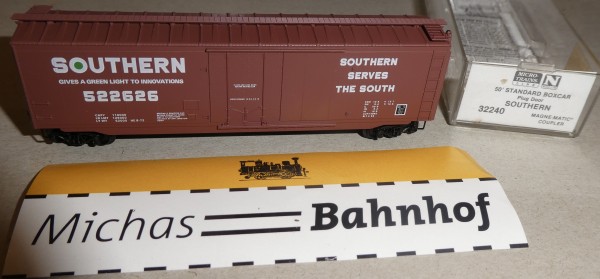 SOUTHERN
GIVES A GREEN LIGHT TO INNOVATIONS
522626
SOUTHERN
SERVES
THE SOUTH
MICRO TRAINS
N
50' STANDARD BOXCAR
Plug Door
SOUTHERN
32240
MAGNE-MATIC
COUPLER
Michas Bahnhof